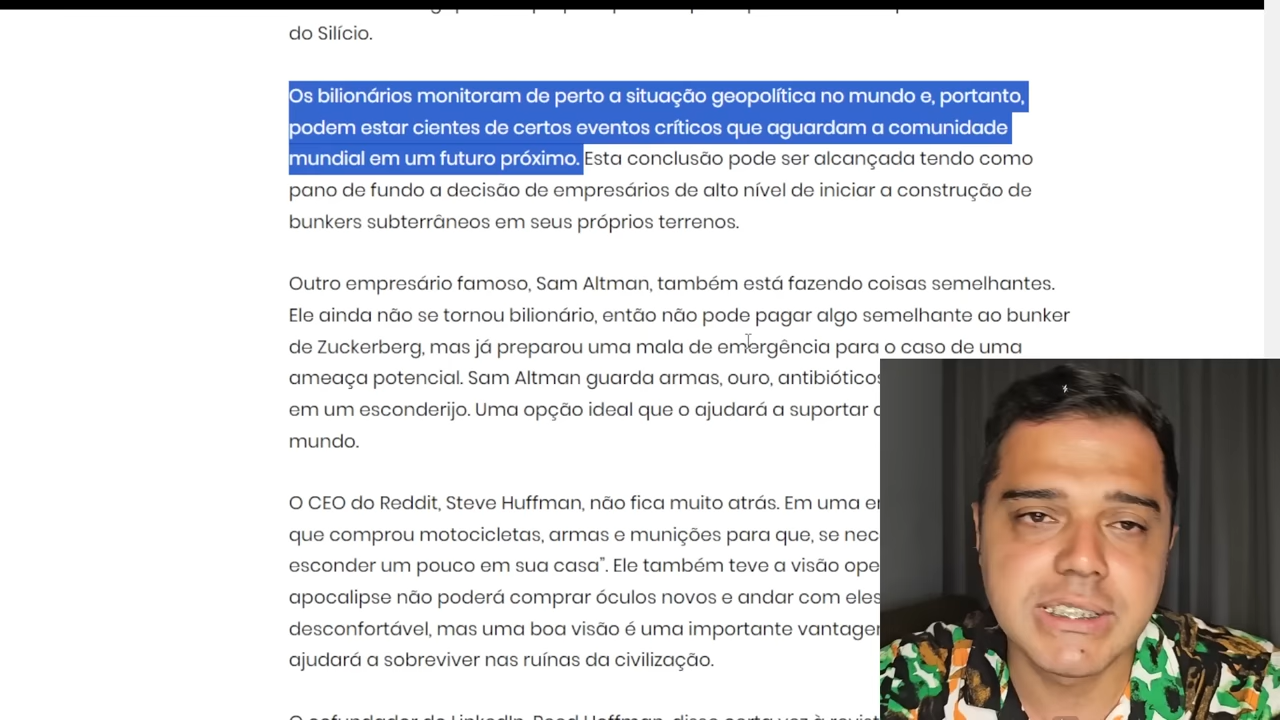 do Silício.
Os bilionários monitoram de perto a situação geopolítica no mundo e, portanto,
podem estar cientes de certos eventos críticos que aguardam a comunidade
mundial em um futuro próximo. Esta conclusão pode ser alcançada tendo como
pano de fundo a decisão de empresários de alto nível de iniciar a construção de
bunkers subterrâneos em seus próprios terrenos.
Outro empresário famoso, Sam Altman, também está fazendo coisas semelhantes.
Ele ainda não se tornou bilionário, então não pode pagar algo semelhante ao bunker
de Zuckerberg, mas já preparou uma mala de emergência para o caso de uma
ameaça potencial. Sam Altman guarda armas, ouro, antibióticos
em um esconderijo. Uma opção ideal que o ajudará a suportar
mundo.
O CEO do Reddit, Steve Huffman, não fica muito atrás. Em uma
que comprou motocicletas, armas e munições para que, se
esconder um pouco em sua casa”. Ele também teve a visão
apocalipse não poderá comprar óculos novos e andar com eles
desconfortável, mas uma boa visão é uma importante
ajudará a sobreviver nas ruínas da civilização.
O cofundador do LinkedIn, Reed Hoffman, disse certa vez à